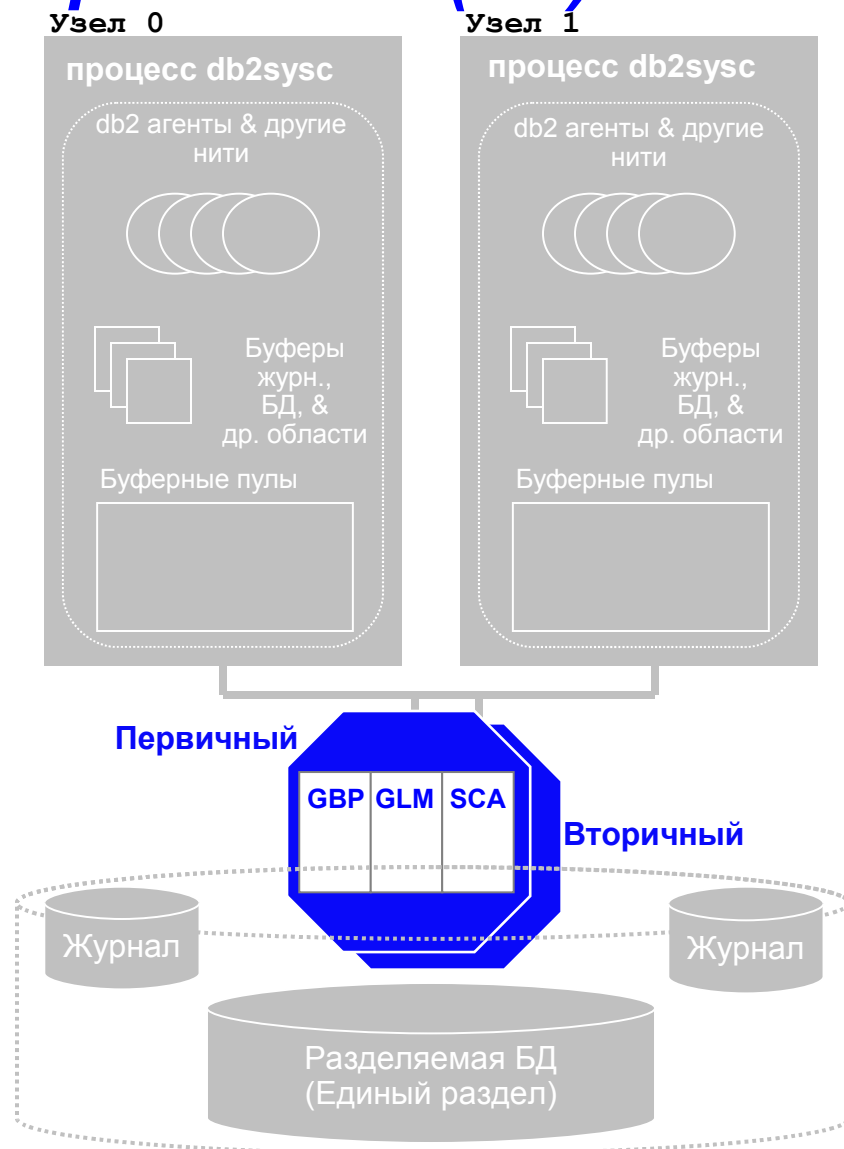 Узел 0
процесс db2sysc
db2 агенты & другие
нити
Буферы
журн.,
БД, &
др. области
Буферные пулы
Узел 1
процесс db2sysc
db2 агенты & другие
нити
Буферы
журн.,
БД, &
др. области
Буферные пулы
Первичный
GBP GLM SCA
Вторичный
Журнал
Журнал
Разделяемая БД
(Единый раздел)